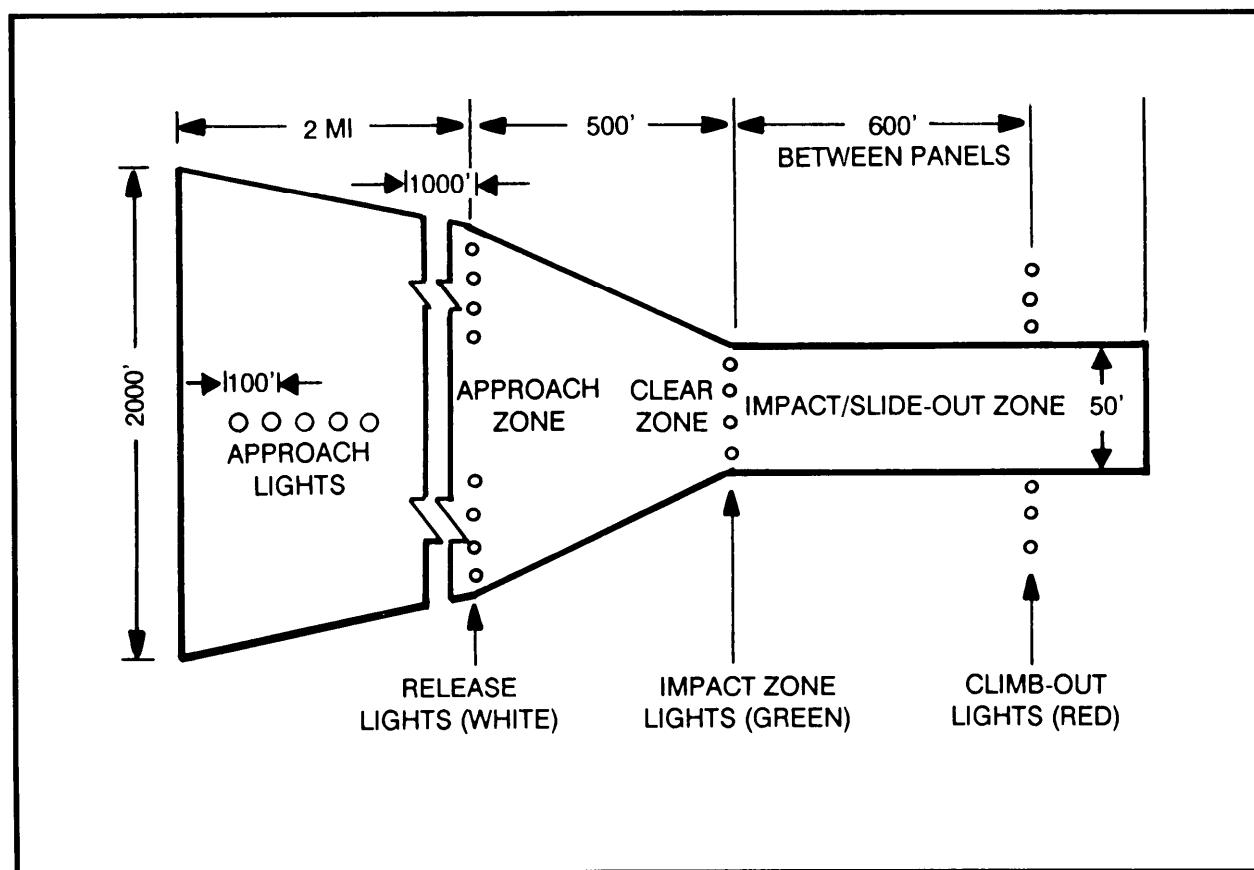 2 MI
500'
600'
BETWEEN PANELS
1000'
2000'
100'
APPROACH
LIGHTS
APPROACH
ZONE
CLEAR
ZONE
IMPACT/SLIDE-OUT ZONE
50'
RELEASE
LIGHTS (WHITE)
IMPACT ZONE
LIGHTS (GREEN)
CLIMB-OUT
LIGHTS (RED)